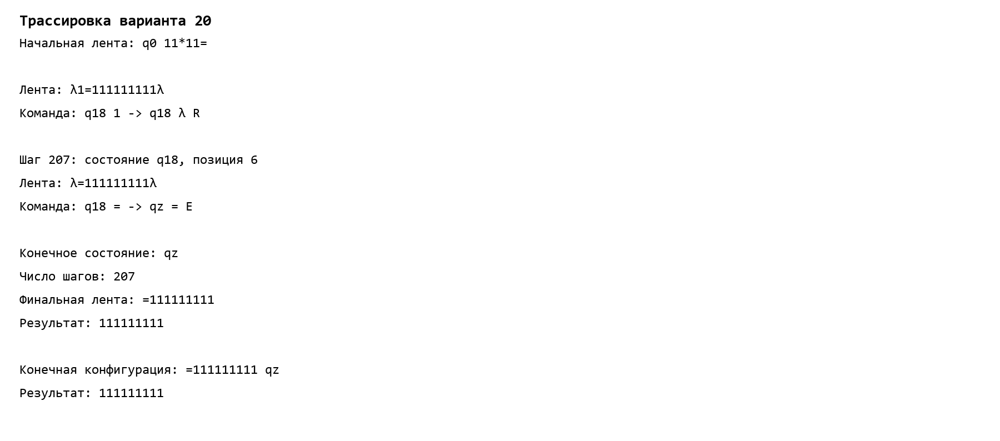 Трассировка варианта 20
Начальная лента: q0 11*11=
Лента: λ1=111111111λ
Команда: q18 1 -> q18 λ R
Шаг 207: состояние q18, позиция 6
Лента: λ=111111111λ
Команда: q18 = -> qz = E
Конечное состояние: qz
Число шагов: 207
Финальная лента: =111111111
Результат: 111111111
Конечная конфигурация: =111111111 qz
Результат: 111111111